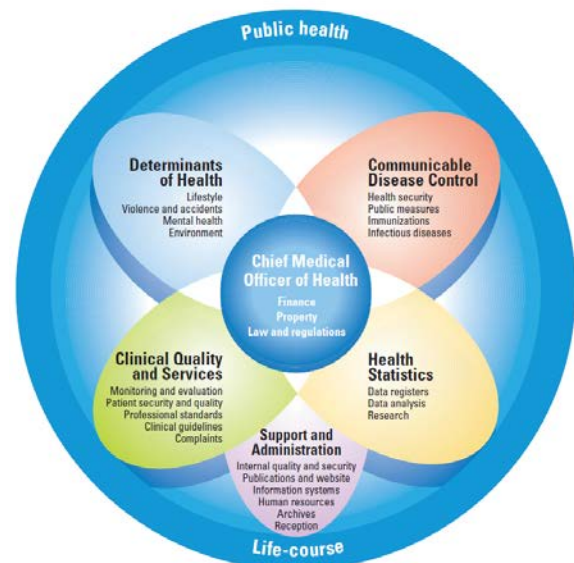 Public health
Determinants
of Health
Lifestyle
Violence and accidents
Mental health
Environment
Communicable
Disease Control
Health security
Public measures
Immunizations
Infectious diseases
Chief Medical
Officer of Health
Finance
Property
Law and regulations
Clinical Quality
and Services
Monitoring and evaluation
Patient security and quality
Professional standards
Clinical guidelines
Complaints
Health
Statistics
Data registers
Data analysis
Research
Support and
Administration
Internal quality and security
Publications and website
Information systems
Human resources
Archives
Reception
Life-course